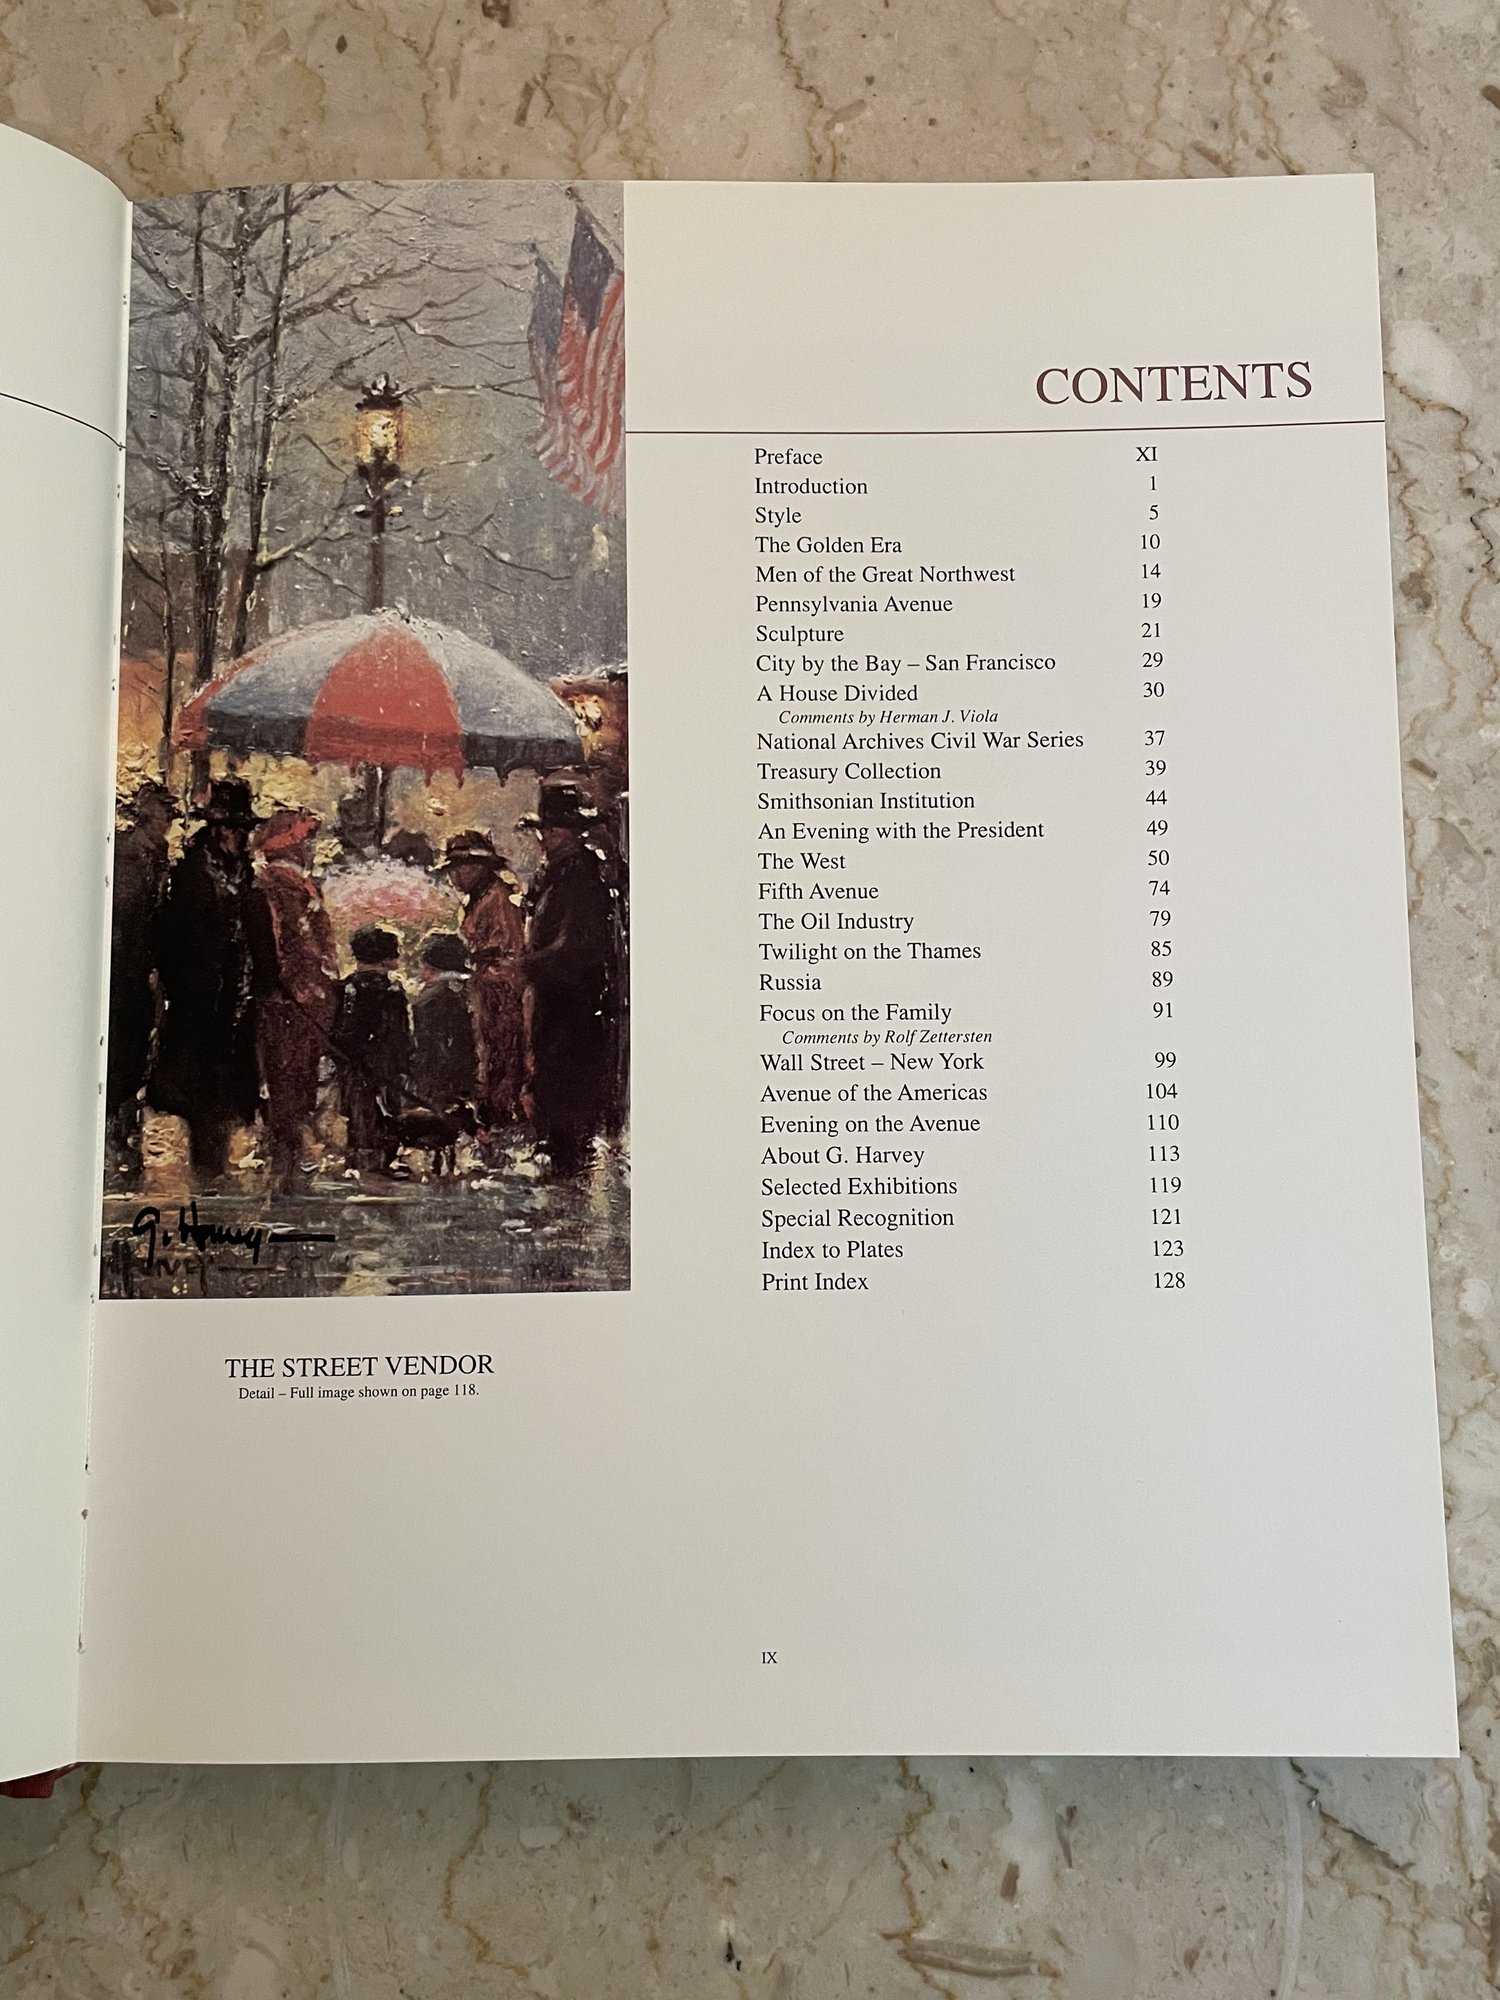 CONTENTS
Preface XI
Introduction 1
Style 5
The Golden Era 10
Men of the Great Northwest 14
Pennsylvania Avenue 19
Sculpture 21
City by the Bay – San Francisco 29
A House Divided 30
Comments by Herman J. Viola
National Archives Civil War Series 37
Treasury Collection 39
Smithsonian Institution 44
An Evening with the President 49
The West 50
Fifth Avenue 74
The Oil Industry 79
Twilight on the Thames 85
Russia 89
Focus on the Family 91
Comments by Rolf Zettersten
Wall Street – New York 99
Avenue of the Americas 104
Evening on the Avenue 110
About G. Harvey 113
Selected Exhibitions 119
Special Recognition 121
Index to Plates 123
Print Index 128
G. Harvey
THE STREET VENDOR
Detail – Full image shown on page 118.
IX